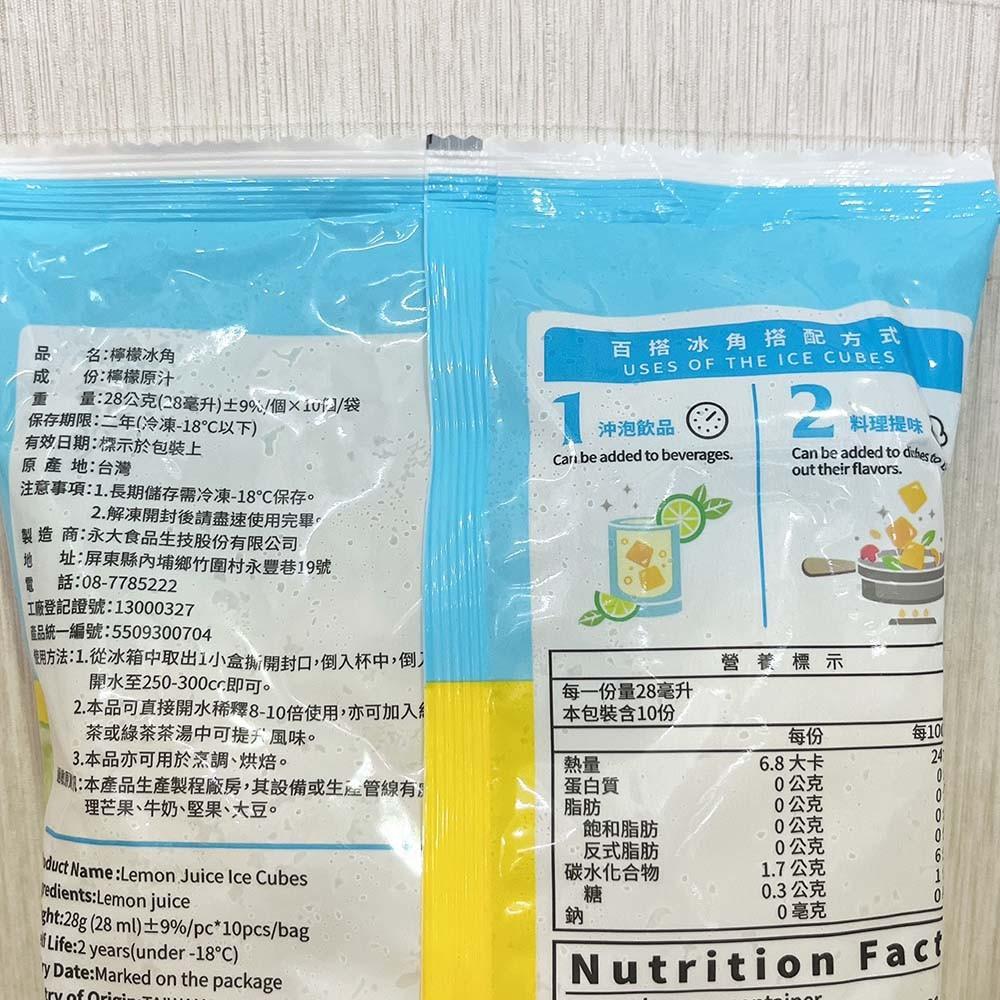 品 名:檸檬冰角
成 份:檸檬原汁
重 量:28公克(28毫升)±9%/個×10個/袋
保存期限:二年(冷凍-18°C以下)
有效日期:標示於包裝上
原 產 地:台灣
注意事項:1.長期儲存需冷凍-18°C保存。
2.解凍開封後請盡速使用完畢。
製 造 商:永大食品生技股份有限公司
地 址:屏東縣內埔鄉竹圍村永豐巷19號
電 話:08-7785222
工廠登記證號:13000327
產品統一編號:5509300704
使用方法:1.從冰箱中取出1小盒撕開封口,倒入杯中,倒
開水至250-300cc即可。
2.本品可直接開水稀釋8-10倍使用,亦可加入
茶或綠茶茶湯中可提升風味。
3.本品亦可用於烹調、烘焙。
:本產品生產製程廠房,其設備或生產管線有
理芒果、牛奶、堅果、大豆。
duct Name:Lemon Juice Ice Cubes
redients:Lemon juice
ght:28g (28 ml)±9%/pc*10pcs/bag
f Life:2 years(under -18°C)
y Date:Marked on the package
try of Origin:TAIWAN
百搭冰角搭配方式
USES OF THE ICE CUBES
1 沖泡飲品
Can be added to beverages.
2 料理提味
Can be added to dishes
out their flavors.
營養標示
每一份量28毫升
本包裝含10份
每份 每100
熱量 6.8 大卡 24
蛋白質 0 公克 0
脂肪 0 公克 0
飽和脂肪 0 公克 0
反式脂肪 0 公克 0
碳水化合物 1.7 公克 6
糖 0.3 公克 1
鈉 0 毫克 0
Nutrition Fact